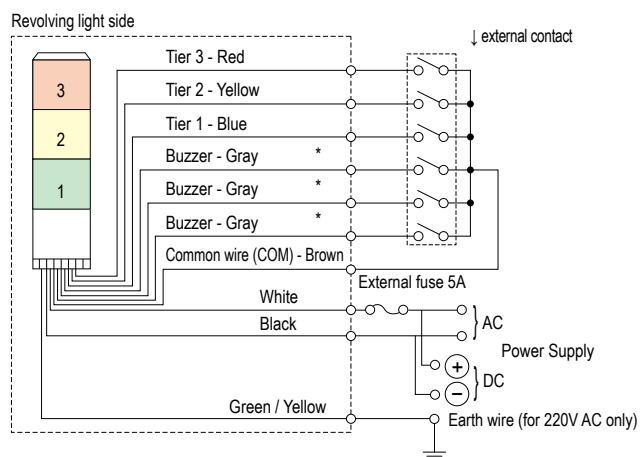 Revolving light side
↓ external contact
Tier 3 - Red
3
Tier 2 - Yellow
2
Tier 1 - Blue
Buzzer - Gray *
1
Buzzer - Gray *
Buzzer - Gray *
Common wire (COM) - Brown
External fuse 5A
White
AC
Black
Power Supply
+
DC
−
Green / Yellow
Earth wire (for 220V AC only)